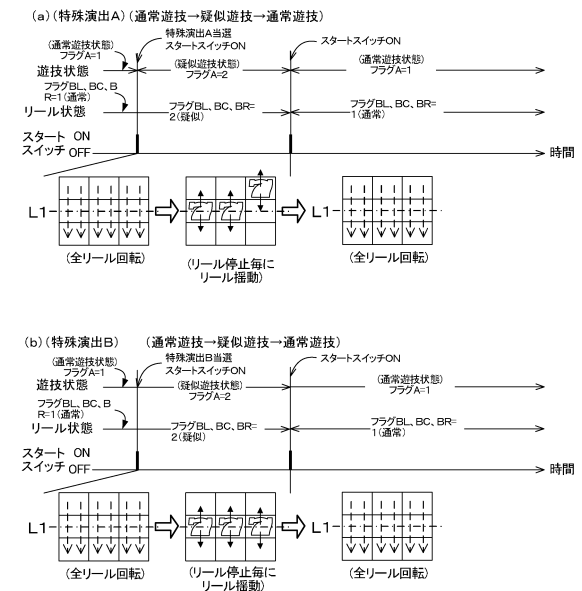 (a)(特殊演出A)(通常遊技→疑似遊技→通常遊技)
特殊演出A当選
スタートスイッチON
スタートスイッチON
(通常遊技状態)
フラグA=1
(疑似遊技状態)
フラグA=2
(通常遊技状態)
フラグA=1
遊技状態
フラグBL、BC、B
R=1(通常)
フラグBL、BC、BR=
2(疑似)
フラグBL、BC、BR=
1(通常)
リール状態
スタート ON
スイッチ OFF
時間
L1
7
7
7
L1
(全リール回転)
(リール停止毎に
リール揺動)
(全リール回転)
(b)(特殊演出B) (通常遊技→疑似遊技→通常遊技)
特殊演出B当選
スタートスイッチON
スタートスイッチON
(通常遊技状態)
フラグA=1
(疑似遊技状態)
フラグA=2
(通常遊技状態)
フラグA=1
遊技状態
フラグBL、BC、B
R=1(通常)
フラグBL、BC、BR=
2(疑似)
フラグBL、BC、BR=
1(通常)
リール状態
スタート ON
スイッチ OFF
時間
L1
7
7
7
L1
(全リール回転)
(リール停止毎に
リール揺動)
(全リール回転)